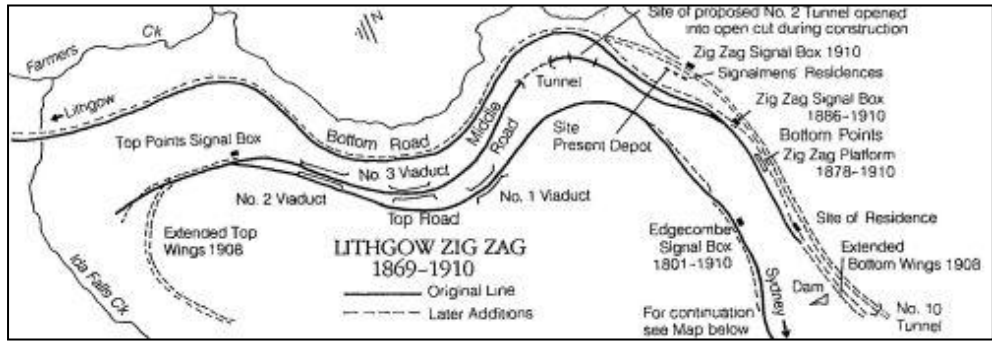 Farmers
Ck
N
Site of proposed No. 2 Tunnel opened
into open cut during construction
Zig Zag Signal Box 1910
Signalmens' Residences
Lithgow
Tunnel
Zig Zag Signal Box
1886-1910
Bottom Road
Middle
Road
Site
Present Depot
Bottom Points
Zig Zag Platform
1878-1910
Top Points Signal Box
No. 3 Viaduct
No. 2 Viaduct
No. 1 Viaduct
Top Road
Site of Residence
Extended Top
Wings 1908
LITHGOW ZIG ZAG
1869-1910
Original Line
Later Additions
Edgecombe
Signal Box
1801-1910
Extended
Bottom Wings 1908
Ida Falls Ck
Sydney
Dam
For continuation
see Map below
No. 10
Tunnel